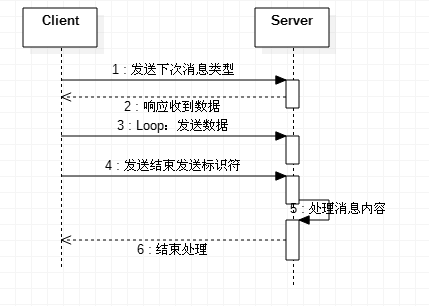 Client
Server
1 : 发送下次消息类型
2 : 响应收到数据
3 : Loop：发送数据
4 : 发送结束发送标识符
5 : 处理消息内容
6 : 结束处理